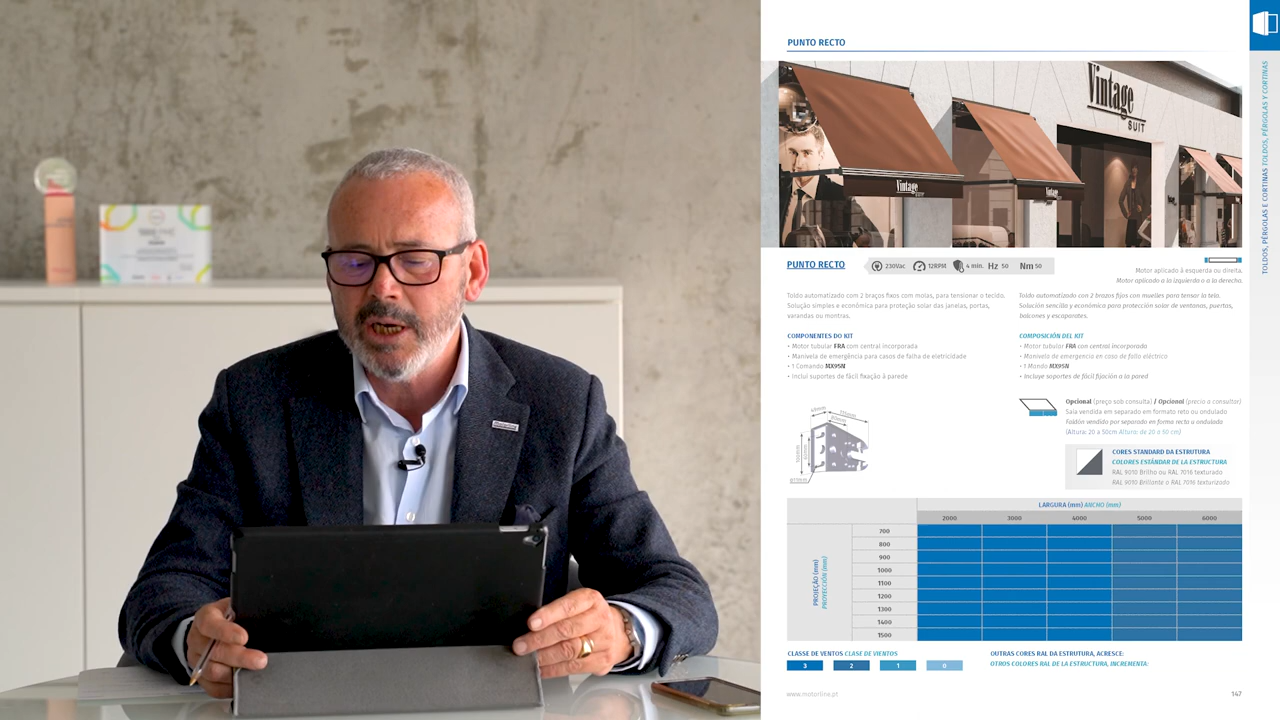 PUNTO RECTO
Vintage
SUIT
Vintage
Vintage
PUNTO RECTO
230Vac
12RPM
4 min.
Hz 50
Nm 50
Motor aplicado à esquerda ou direita.
Motor aplicado a la izquierda o a la derecha.
Toldo automatizado com 2 braços fixos com molas, para tensionar o tecido.
Solução simples e económica para proteção solar das janelas, portas,
varandas ou montras.
Toldo automatizado con 2 brazos fijos con muelles para tensar la tela.
Solución sencilla y económica para protección solar de ventanas, puertas,
balcones y escaparates.
COMPONENTES DO KIT
• Motor tubular FRA com central incorporada
• Manivela de emergência para casos de falha de eletricidade
• 1 Comando MX95N
• Inclui suportes de fácil fixação à parede
COMPOSICIÓN DEL KIT
• Motor tubular FRA con central incorporada
• Manivela de emergencia en caso de fallo eléctrico
• 1 Mando MX95N
• Incluye soportes de fácil fijación a la pared
Opcional (preço sob consulta) / Opcional (precio a consultar)
Saia vendida em separado em formato reto ou ondulado
Faldón vendido por separado en forma recta u ondulada
(Altura: 20 a 50cm Altura: de 20 a 50 cm)
CORES STANDARD DA ESTRUTURA
COLORES ESTÁNDAR DE LA ESTRUCTURA
RAL 9010 Brilho ou RAL 7016 texturado
RAL 9010 Brillante o RAL 7016 texturizado
LARGURA (mm) ANCHO (mm)
2000 3000 4000 5000 6000
PROJEÇÃO (mm)
PROYECCIÓN (mm)
700
800
900
1000
1100
1200
1300
1400
1500
CLASSE DE VENTOS CLASE DE VIENTOS
3 2 1 0
OUTRAS CORES RAL DA ESTRUTURA, ACRESCE:
OTROS COLORES RAL DE LA ESTRUCTURA, INCREMENTA:
www.motorline.pt
147
TOLDOS, PÉRGOLAS E CORTINAS TOLDOS, PÉRGOLAS Y CORTINAS